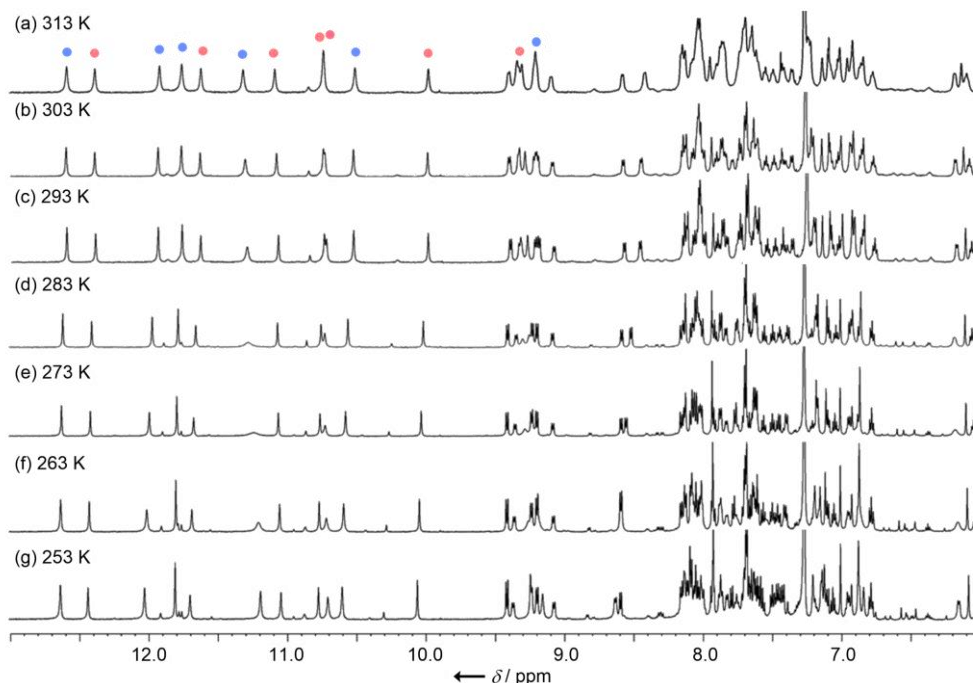 (a) 313 K
(b) 303 K
(c) 293 K
(d) 283 K
(e) 273 K
(f) 263 K
(g) 253 K
12.0 11.0 10.0 9.0 8.0 7.0
← δ / ppm